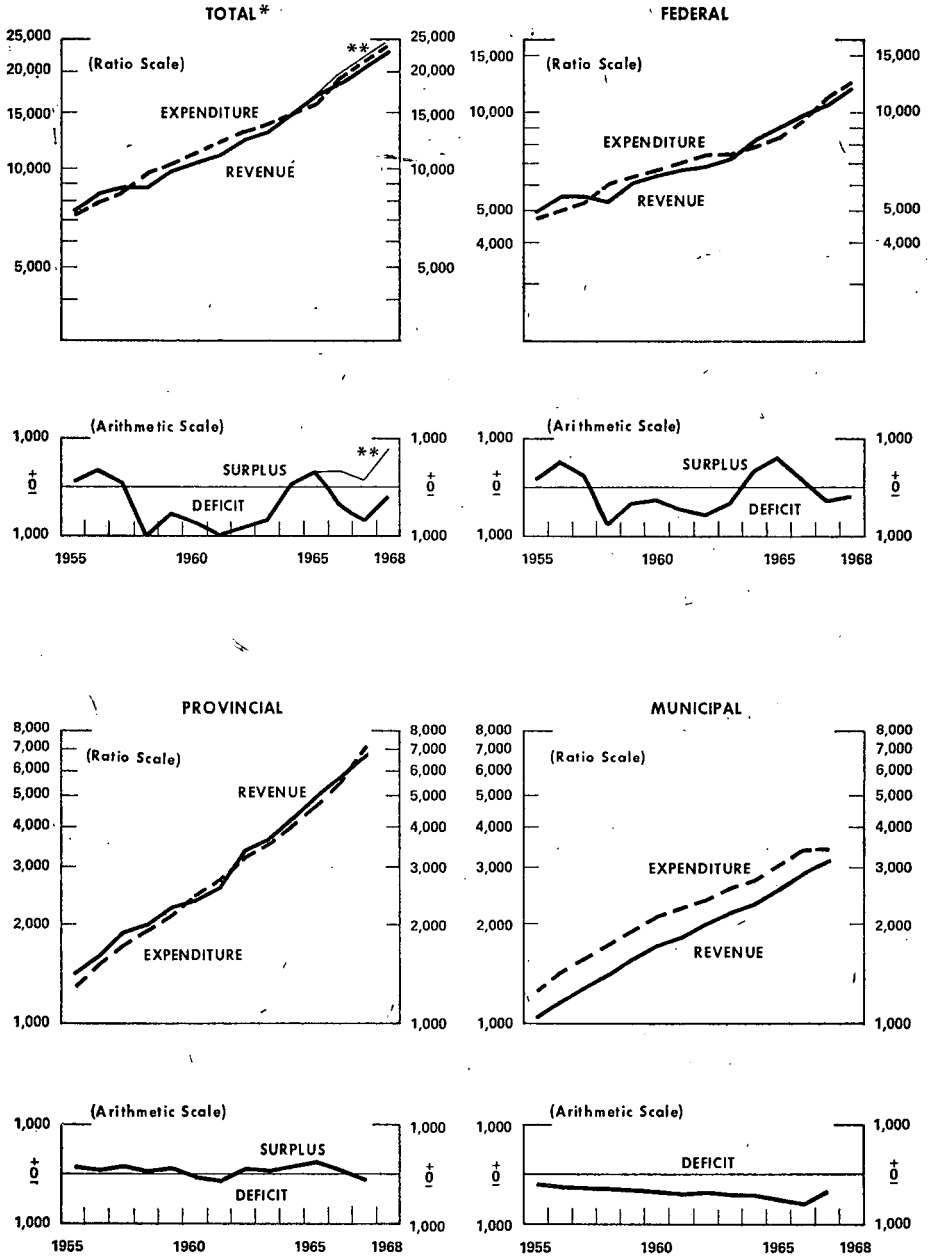 TOTAL*
25,000
20,000
15,000
10,000
5,000
(Ratio Scale)
**
EXPENDITURE
REVENUE
25,000
20,000
15,000
10,000
5,000
(Arithmetic Scale)
1,000
+
0
−
1,000
SURPLUS
DEFICIT
**
1,000
+
0
−
1,000
1955 1960 1965 1968
FEDERAL
15,000
10,000
5,000
4,000
(Ratio Scale)
EXPENDITURE
REVENUE
15,000
10,000
5,000
4,000
(Arithmetic Scale)
1,000
+
0
−
1,000
SURPLUS
DEFICIT
1,000
+
0
−
1,000
1955 1960 1965 1968
PROVINCIAL
8,000
7,000
6,000
5,000
4,000
3,000
2,000
1,000
(Ratio Scale)
REVENUE
EXPENDITURE
8,000
7,000
6,000
5,000
4,000
3,000
2,000
1,000
(Arithmetic Scale)
1,000
+
0
−
1,000
SURPLUS
DEFICIT
1,000
+
0
−
1,000
1955 1960 1965 1968
MUNICIPAL
8,000
7,000
6,000
5,000
4,000
3,000
2,000
1,000
(Ratio Scale)
EXPENDITURE
REVENUE
8,000
7,000
6,000
5,000
4,000
3,000
2,000
1,000
(Arithmetic Scale)
1,000
+
0
−
1,000
DEFICIT
1,000
+
0
−
1,000
1955 1960 1965 1968